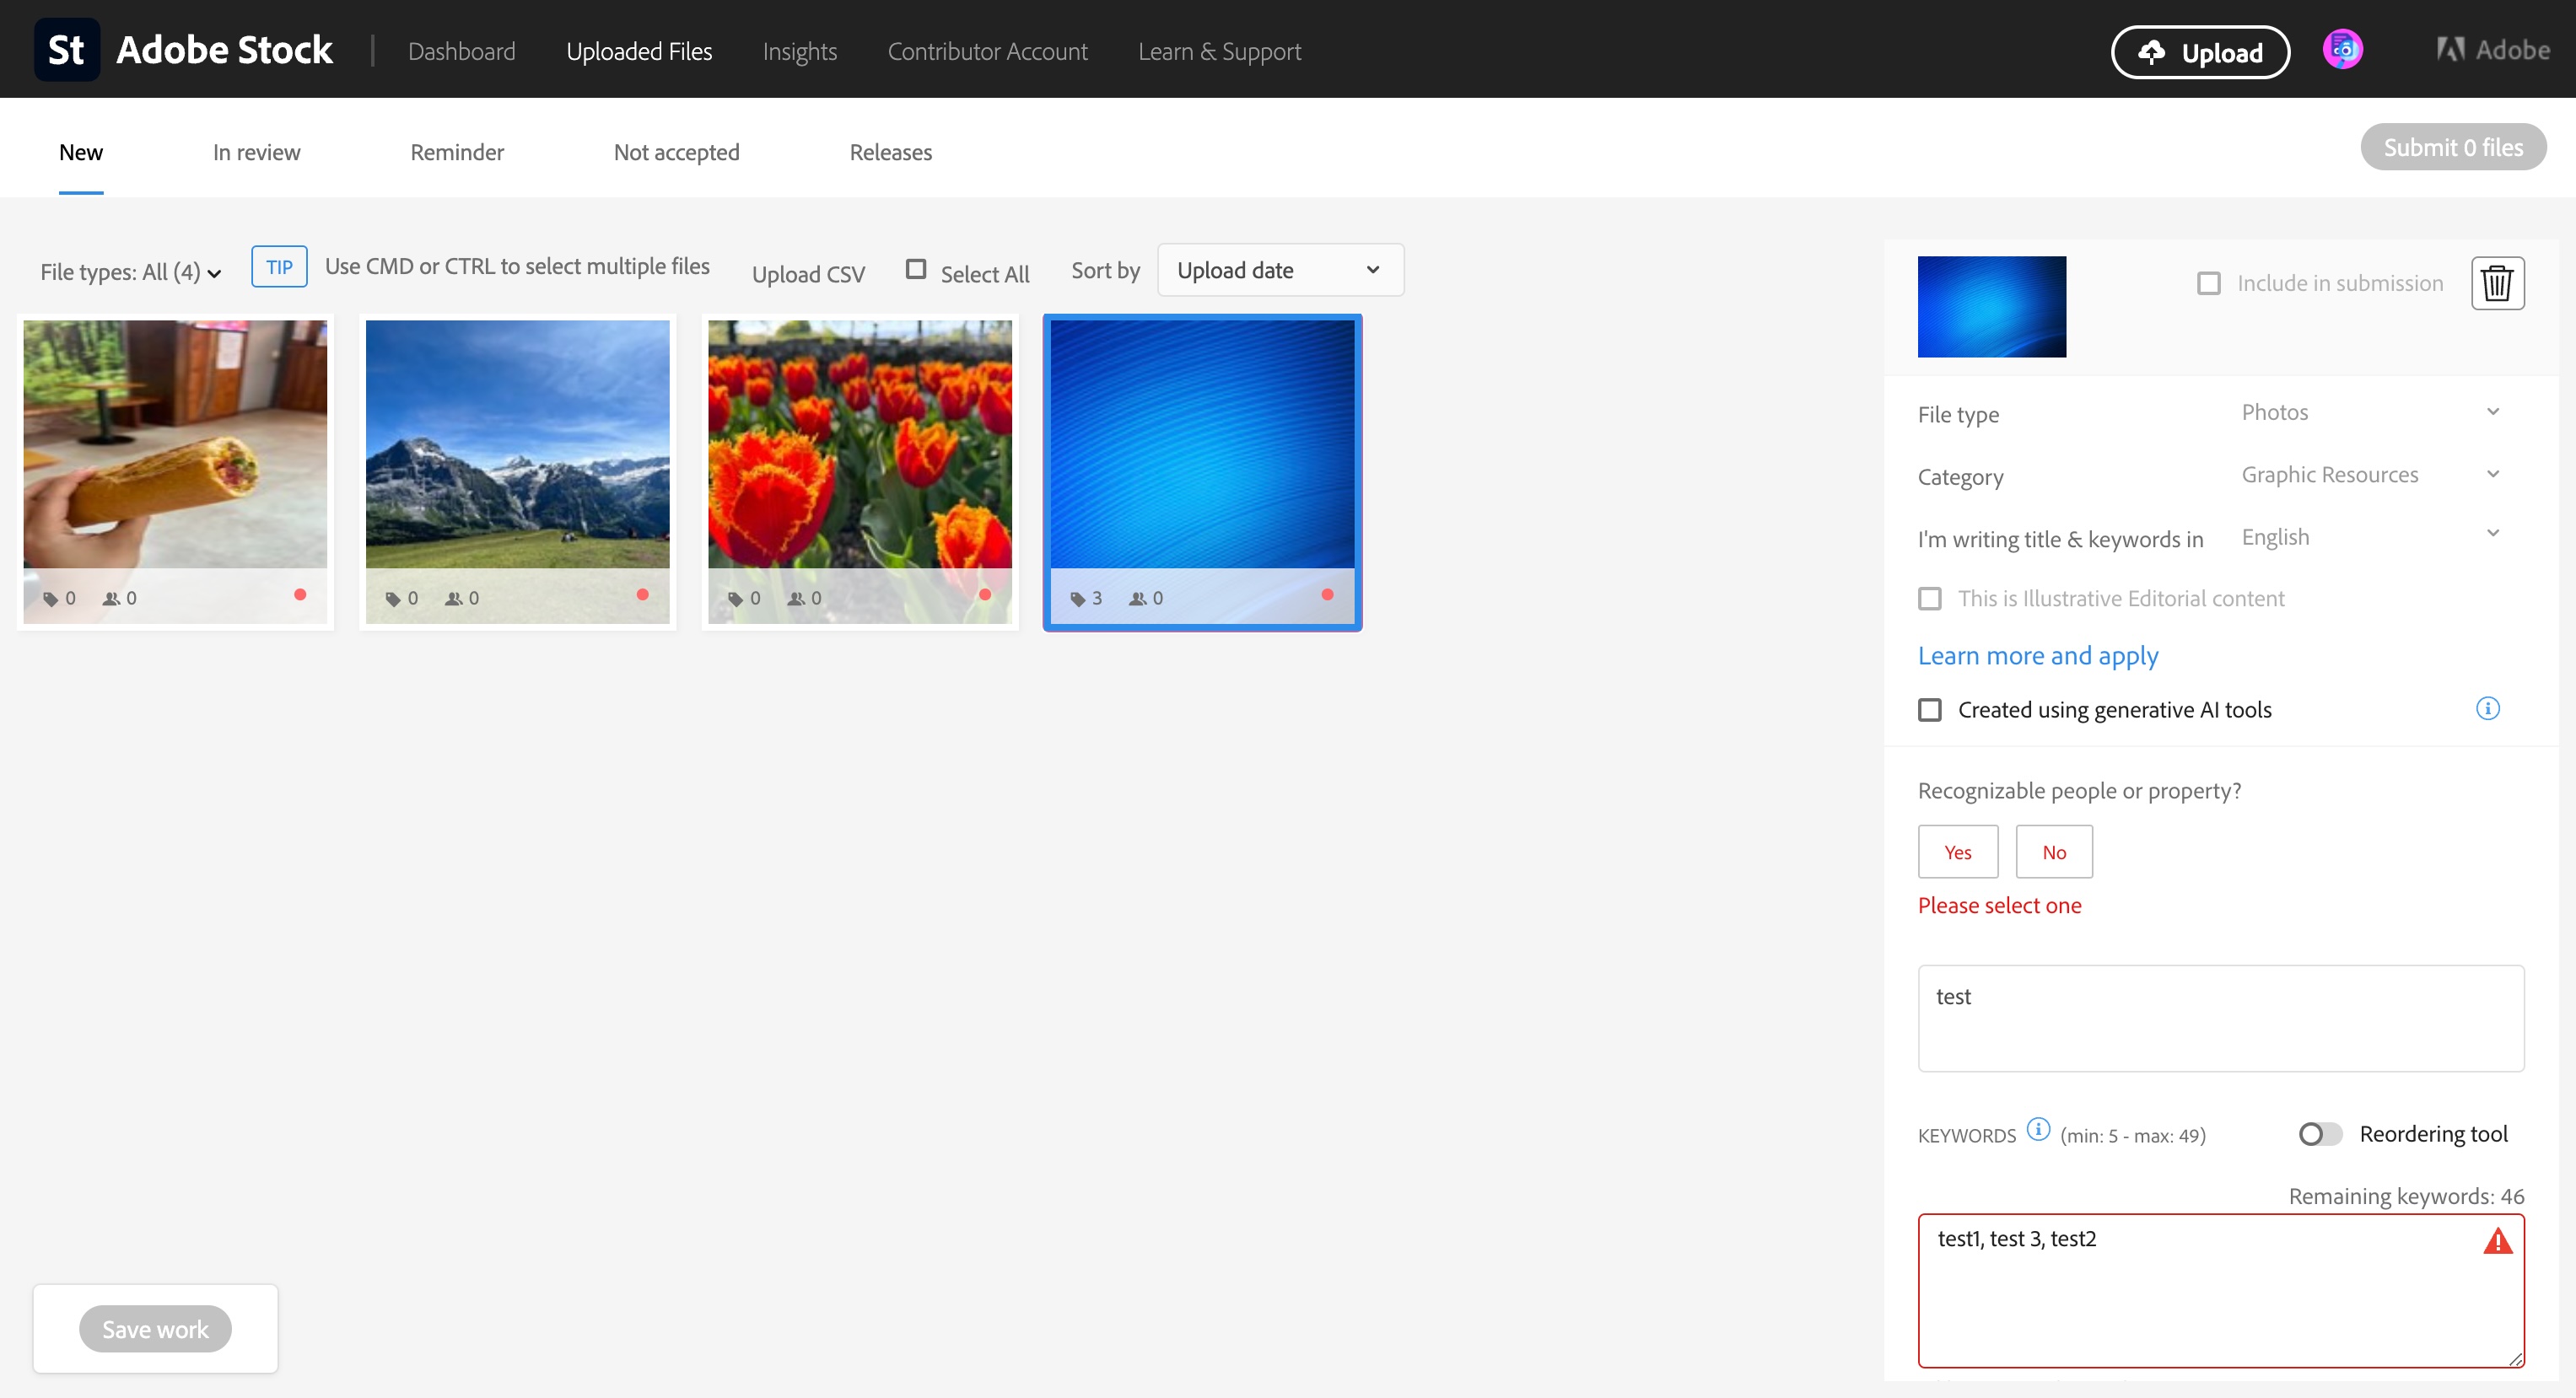 St Adobe Stock
Dashboard
Uploaded Files
Insights
Contributor Account
Learn & Support
Upload
Adobe
New
In review
Reminder
Not accepted
Releases
Submit 0 files
File types: All (4)
TIP
Use CMD or CTRL to select multiple files
Upload CSV
Select All
Sort by
Upload date
0 0
0 0
0 0
3 0
Include in submission
File type
Photos
Category
Graphic Resources
I'm writing title & keywords in
English
This is Illustrative Editorial content
Learn more and apply
Created using generative AI tools
Recognizable people or property?
Yes
No
Please select one
test
KEYWORDS (min: 5 - max: 49)
Reordering tool
Remaining keywords: 46
test1, test 3, test2
Save work